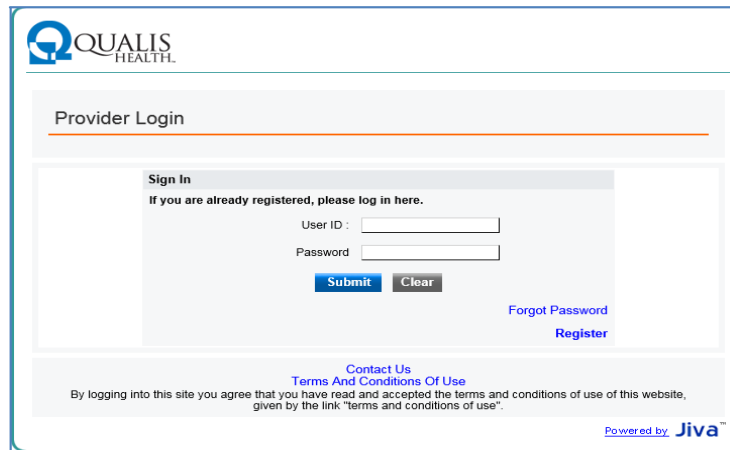 QUALIS
HEALTH™
Provider Login
Sign In
If you are already registered, please log in here.
User ID :
Password
Submit Clear
Forgot Password
Register
Contact Us
Terms And Conditions Of Use
By logging into this site you agree that you have read and accepted the terms and conditions of use of this website,
given by the link "terms and conditions of use".
Powered by Jiva™